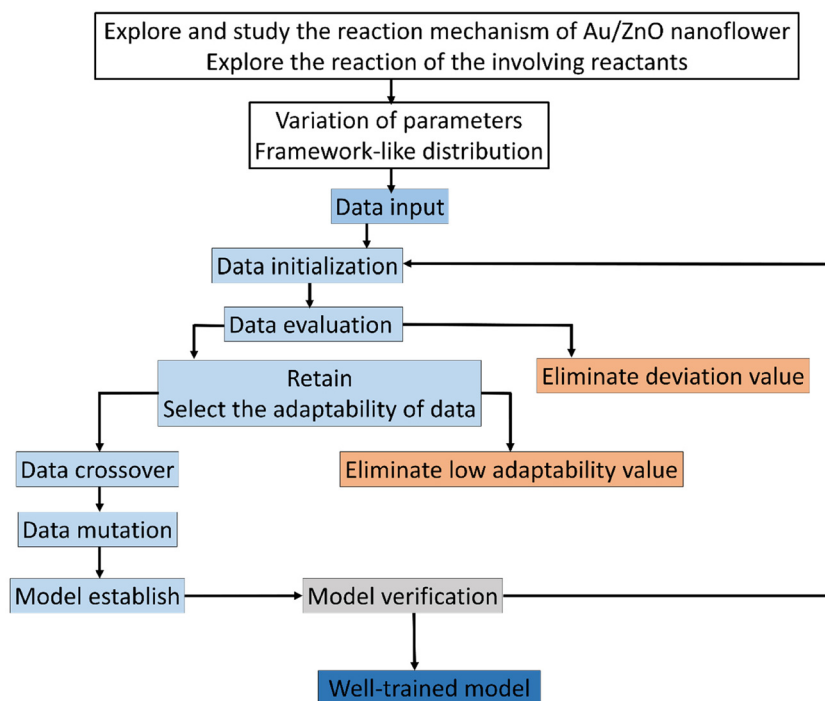 Explore and study the reaction mechanism of Au/ZnO nanoflower
Explore the reaction of the involving reactants
Variation of parameters
Framework-like distribution
Data input
Data initialization
Data evaluation
Eliminate deviation value
Retain
Select the adaptability of data
Data crossover
Eliminate low adaptability value
Data mutation
Model establish
Model verification
Well-trained model